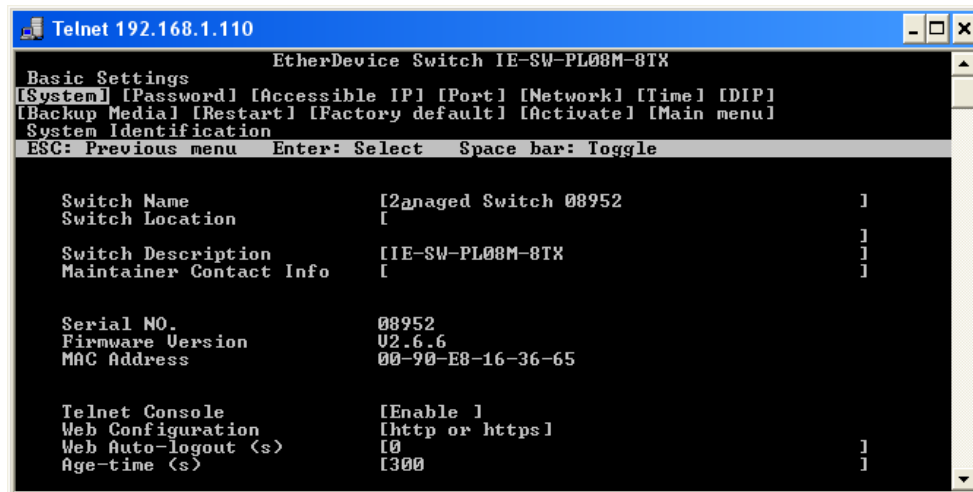 Telnet 192.168.1.110
EtherDevice Switch IE-SW-PL08M-8TX
Basic Settings
[System] [Password] [Accessible IP] [Port] [Network] [Time] [DIP]
[Backup Media] [Restart] [Factory default] [Activate] [Main menu]
System Identification
ESC: Previous menu Enter: Select Space bar: Toggle
Switch Name [2anaged Switch 08952 ]
Switch Location [
]
Switch Description [IE-SW-PL08M-8TX ]
Maintainer Contact Info [ ]
Serial NO. 08952
Firmware Version V2.6.6
MAC Address 00-90-E8-16-36-65
Telnet Console [Enable ]
Web Configuration [http or https]
Web Auto-logout (s) [0 ]
Age-time (s) [300 ]